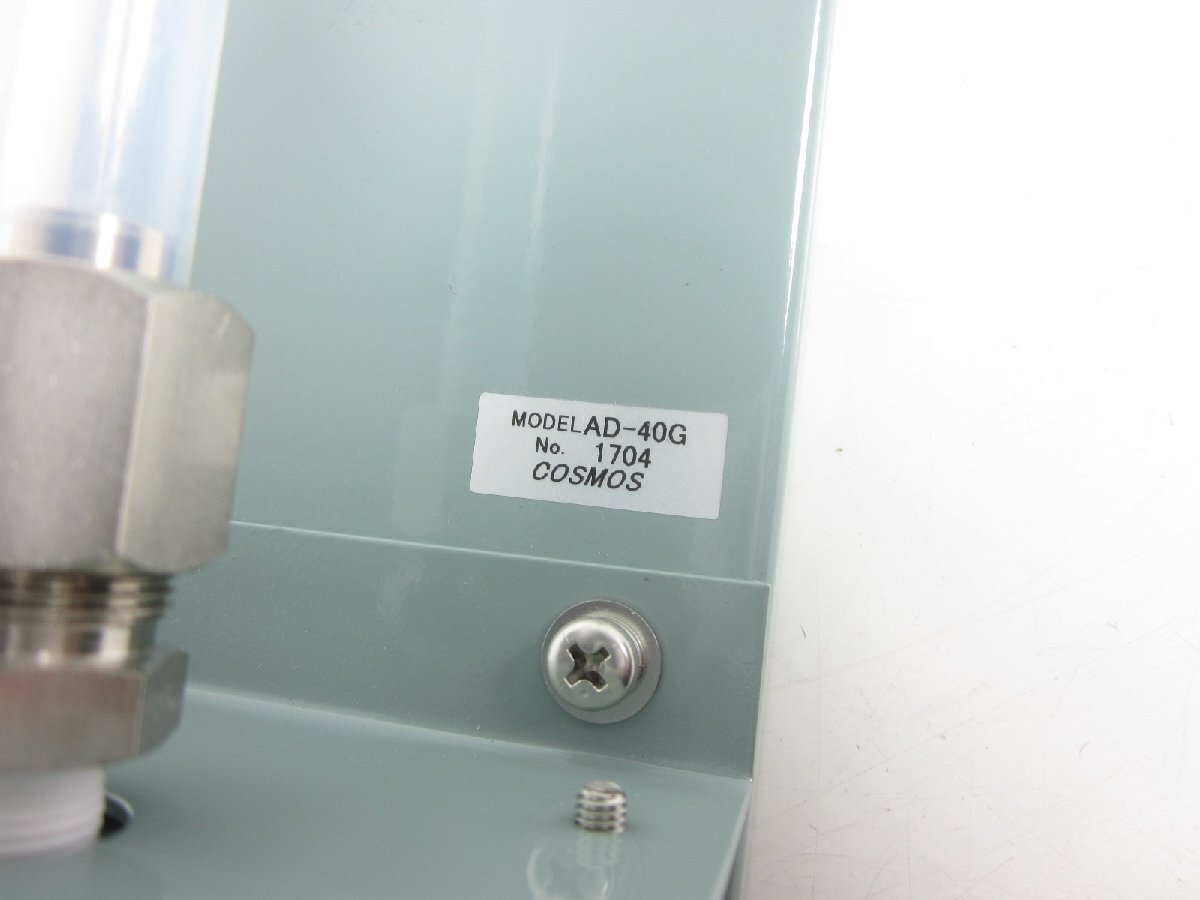 MODEL AD-40G
No. 1704
COSMOS